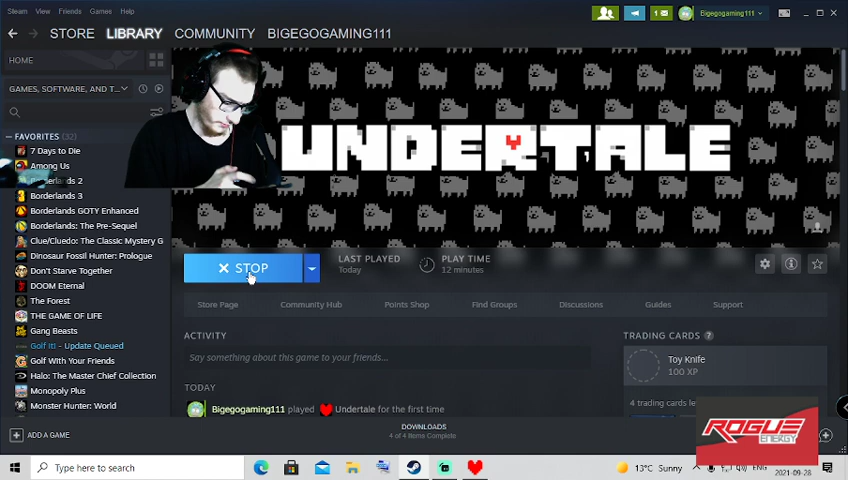 Steam View Friends Games Help
1
Bigegogaming111
STORE LIBRARY COMMUNITY BIGEGOGAMING111
HOME
GAMES, SOFTWARE, AND T...
FAVORITES (32)
7 Days to Die
Among Us
Borderlands 2
Borderlands 3
Borderlands GOTY Enhanced
Borderlands: The Pre-Sequel
Clue/Cluedo: The Classic Mystery G
Dinosaur Fossil Hunter: Prologue
Don't Starve Together
DOOM Eternal
The Forest
THE GAME OF LIFE
Gang Beasts
Golf It! - Update Queued
Golf With Your Friends
Halo: The Master Chief Collection
Monopoly Plus
Monster Hunter: World
ADD A GAME
UNDERTALE
STOP
LAST PLAYED
Today
PLAY TIME
12 minutes
Store Page Community Hub Points Shop Find Groups Discussions Guides Support
ACTIVITY
Say something about this game to your friends...
TODAY
Bigegogaming111 played Undertale for the first time
TRADING CARDS ?
Toy Knife
100 XP
4 trading cards
ROGUE
ENERGY
DOWNLOADS
4 of 4 Items Complete
Type here to search
13°C Sunny
ENG
2021-09-28